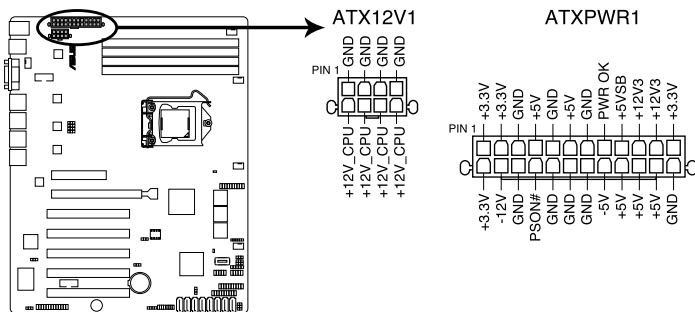 ATX12V1
ATXPWR1
PIN 1
GND
GND
GND
GND
+12V_CPU
+12V_CPU
+12V_CPU
+12V_CPU
PIN 1
+3.3V
+3.3V
GND
+5V
GND
+5V
GND
PWR OK
+5VSB
+12V3
+12V3
+3.3V
+3.3V
-12V
GND
PSON#
GND
GND
GND
-5V
+5V
+5V
+5V
GND
ASUS